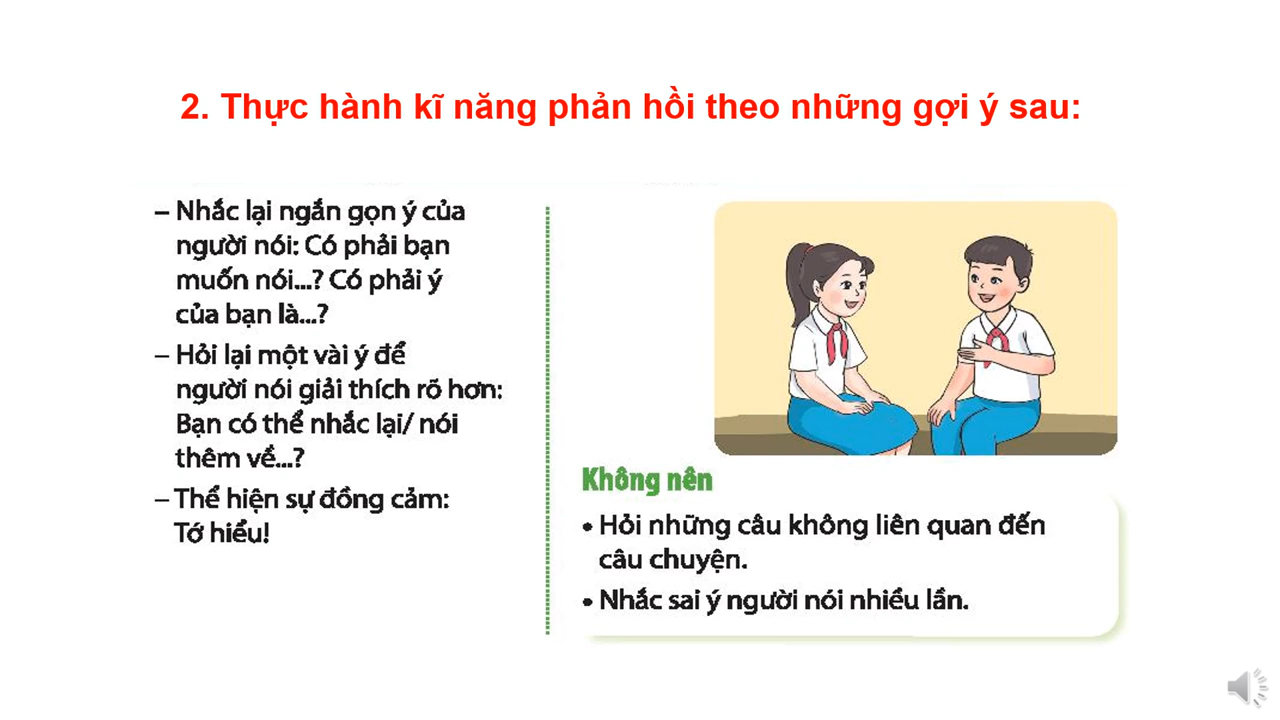 2. Thực hành kĩ năng phản hồi theo những gợi ý sau:
– Nhắc lại ngắn gọn ý của
người nói: Có phải bạn
muốn nói...? Có phải ý
của bạn là...?
– Hỏi lại một vài ý để
người nói giải thích rõ hơn:
Bạn có thể nhắc lại/ nói
thêm về...?
– Thể hiện sự đồng cảm:
Tớ hiểu!
Không nên
• Hỏi những câu không liên quan đến
câu chuyện.
• Nhắc sai ý người nói nhiều lần.